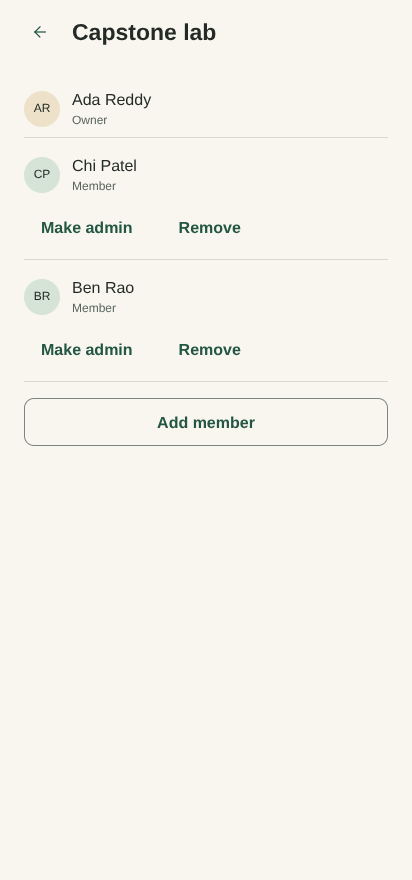 Capstone lab
AR
Ada Reddy
Owner
CP
Chi Patel
Member
Make admin Remove
BR
Ben Rao
Member
Make admin Remove
Add member